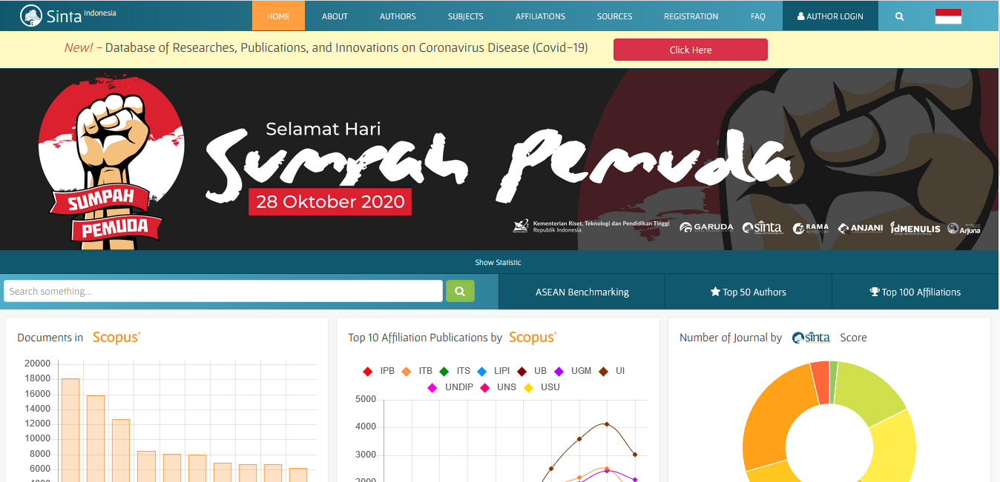 Sinta Indonesia
HOME ABOUT AUTHORS SUBJECTS AFFILIATIONS SOURCES REGISTRATION FAQ AUTHOR LOGIN
New! - Database of Researches, Publications, and Innovations on Coronavirus Disease (Covid-19) Click Here
Selamat Hari
Sumpah Pemuda
28 Oktober 2020
SUMPAH
PEMUDA
Kementerian Riset, Teknologi dan Pendidikan Tinggi
Republik Indonesia
GARUDA
sinta
RAMA
REPOSITORY
ANJANI
idMENULIS
Arjuna
Show Statistic
Search something...
ASEAN Benchmarking Top 50 Authors Top 100 Affiliations
Documents in Scopus
20000
18000
16000
14000
12000
10000
8000
6000
4000
Top 10 Affiliation Publications by Scopus
IPB ITB ITS LIPI UB UGM UI
UNDIP UNS USU
5000
4000
3000
2000
Number of Journal by sinta Score